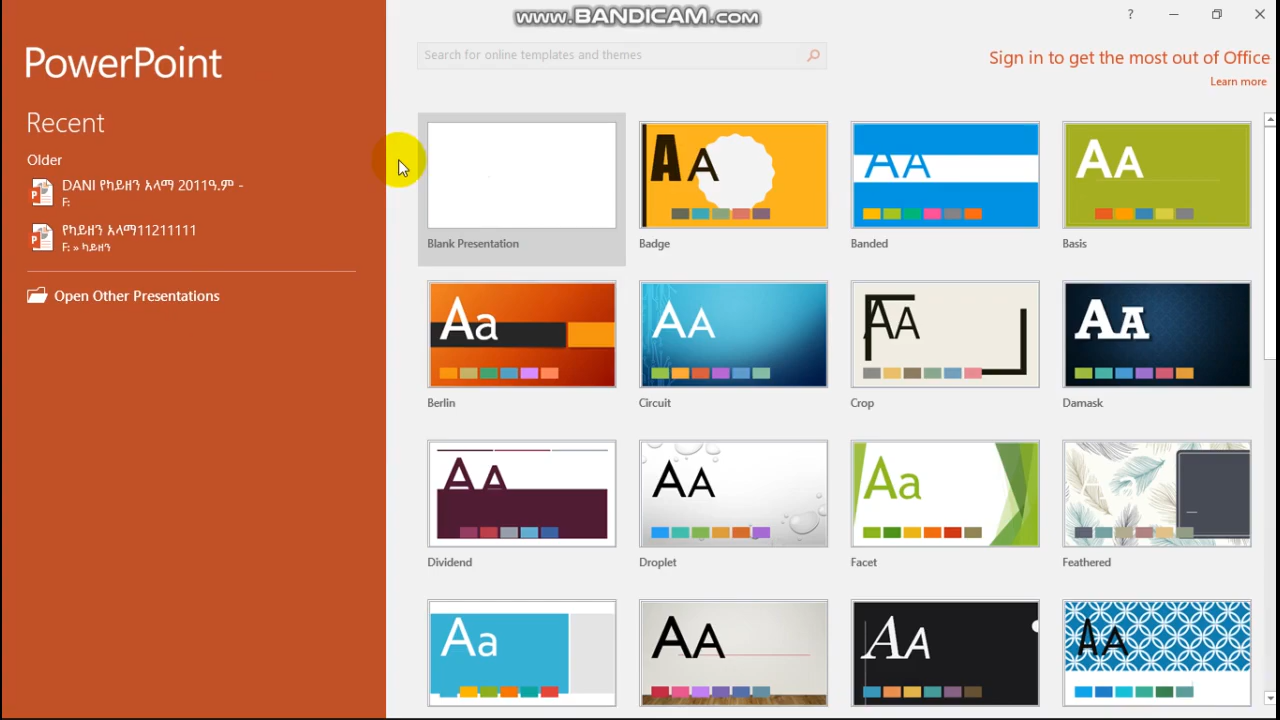 www.BANDICAM.com
?
PowerPoint
Search for online templates and themes
Sign in to get the most out of Office
Learn more
Recent
Older
DANI የካይዘን አላማ 2011ዓ.ም -
F:
የካይዘን አላማ11211111
F: » ካይዘን
Open Other Presentations
Blank Presentation
A A
Badge
AA
Banded
AA
Basis
Aa
Berlin
AA
Circuit
AA
Crop
AA
Damask
AA
Dividend
AA
Droplet
Aa
Facet
Feathered
Aa
AA
AA
AA